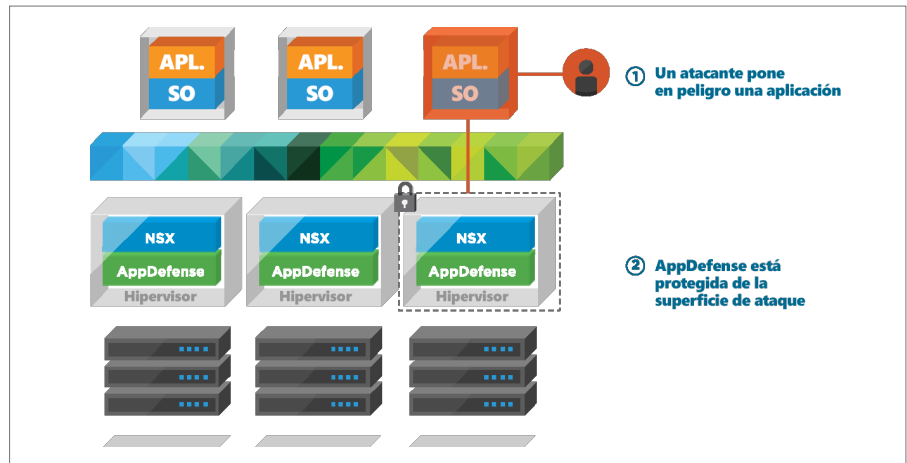 APL.
SO
APL.
SO
APL.
SO
① Un atacante pone
en peligro una aplicación
NSX
AppDefense
Hipervisor
NSX
AppDefense
Hipervisor
NSX
AppDefense
Hipervisor
② AppDefense está
protegida de la
superficie de ataque